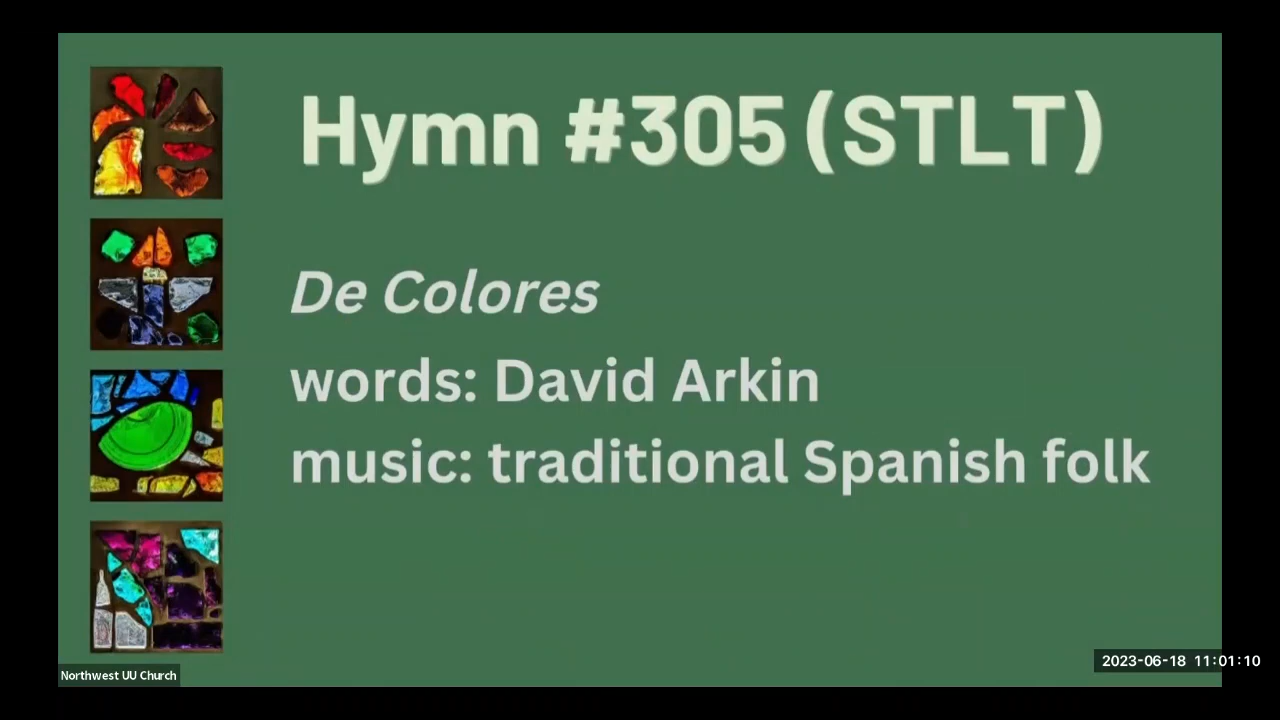 Hymn #305 (STLT)
De Colores
words: David Arkin
music: traditional Spanish folk
Northwest UU Church
2023-06-18 11:01:10